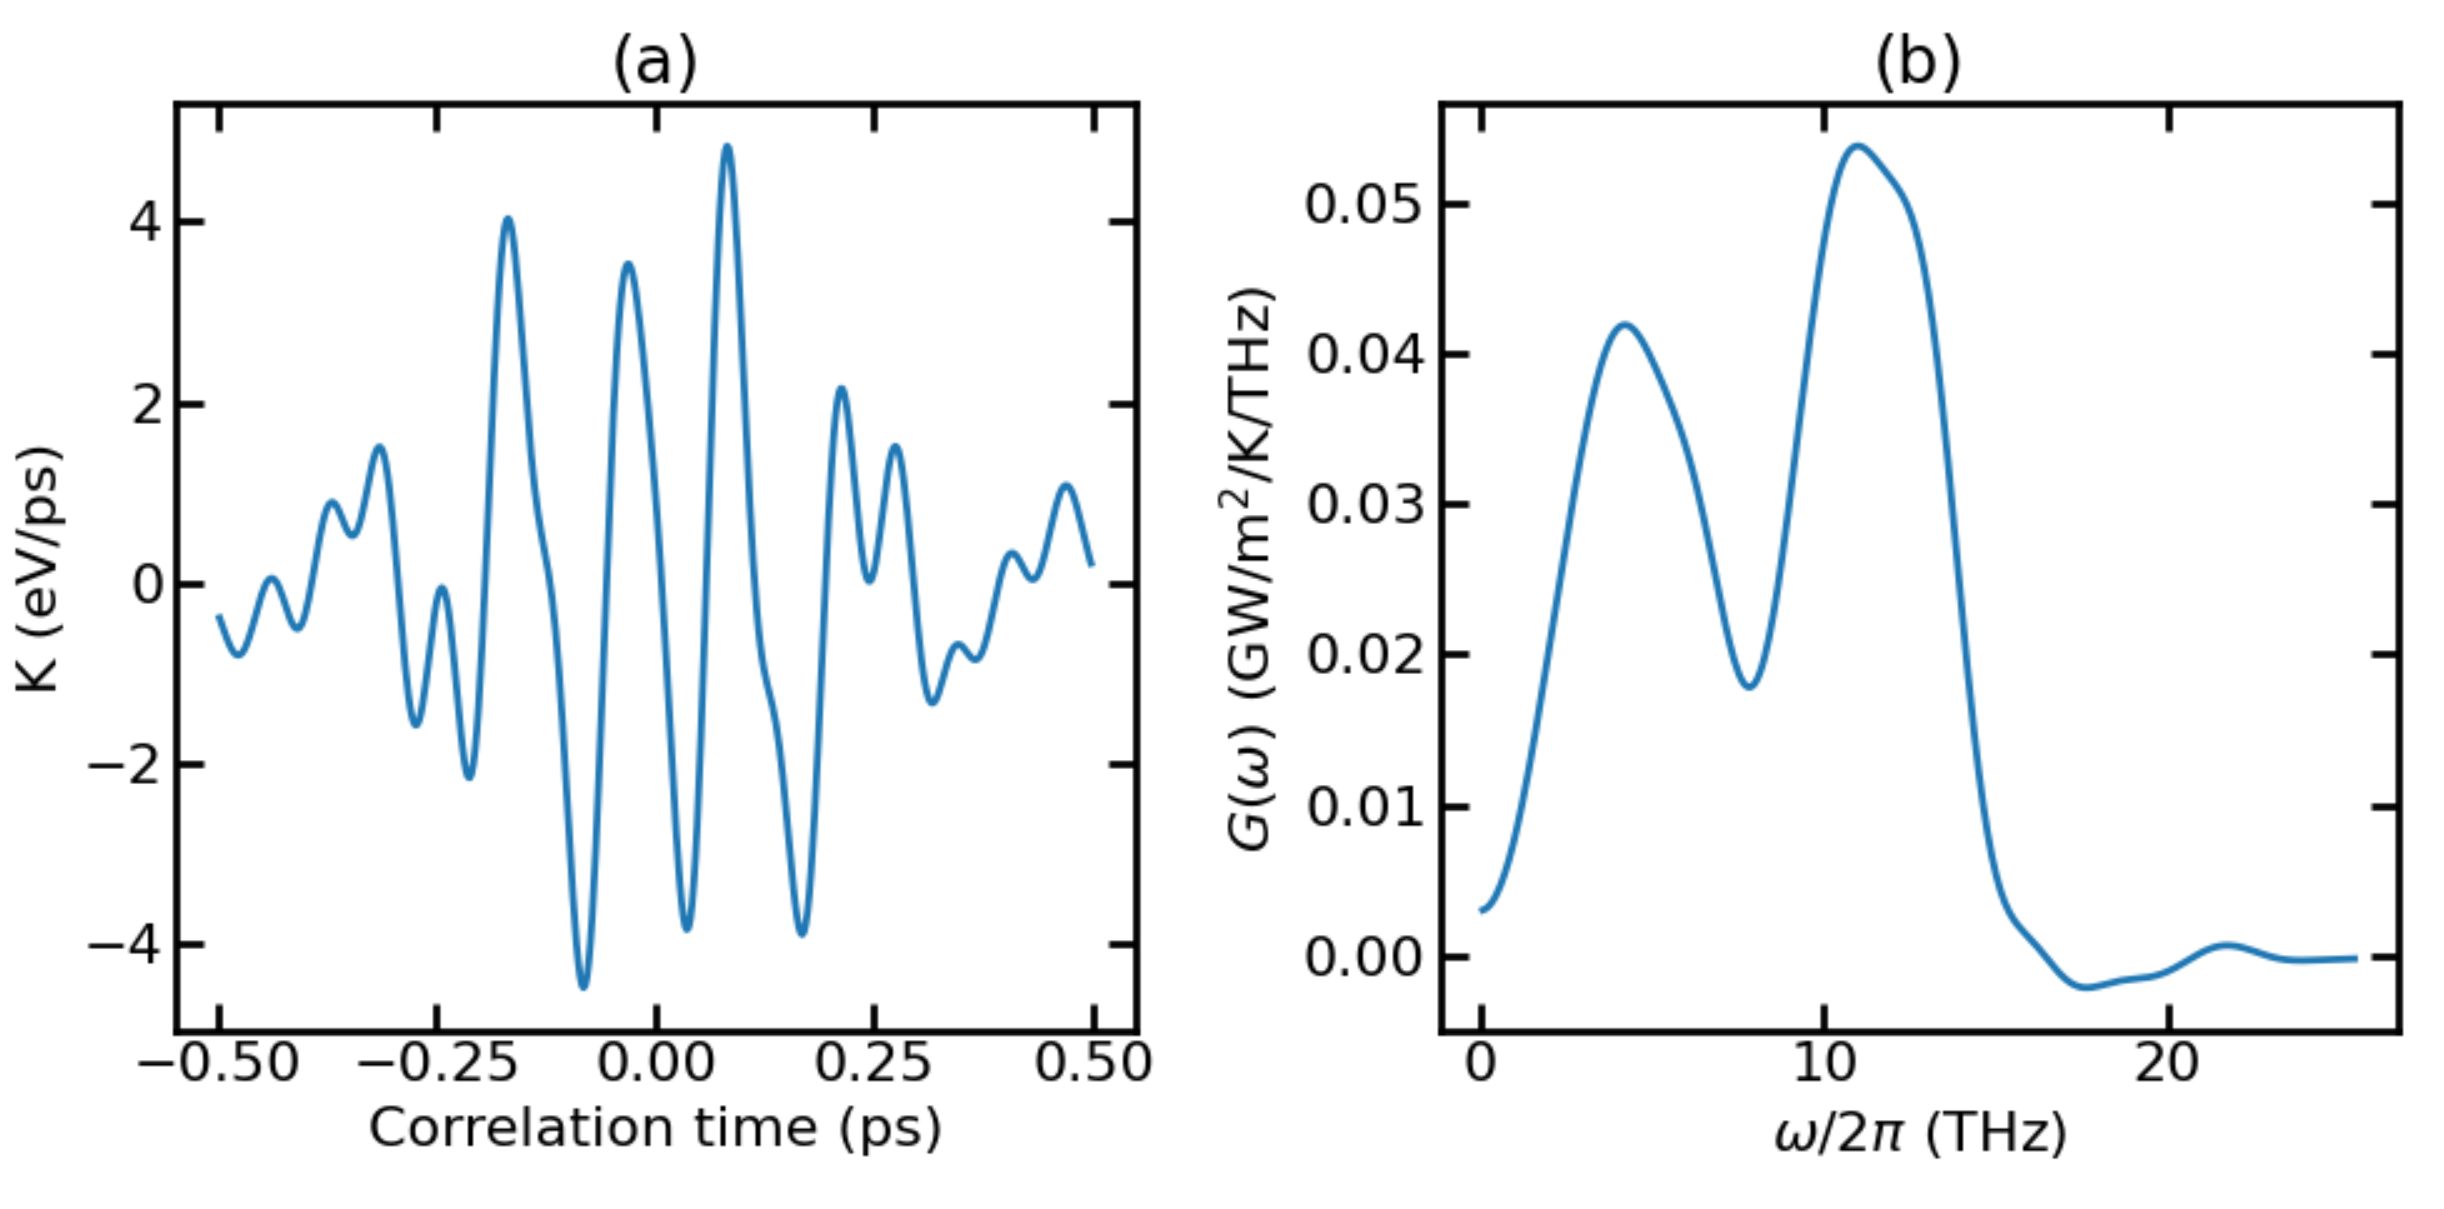 (a)
K (eV/ps)
4
2
0
−2
−4
−0.50 −0.25 0.00 0.25 0.50
Correlation time (ps)
(b)
G(ω) (GW/m²/K/THz)
0.05
0.04
0.03
0.02
0.01
0.00
0 10 20
ω/2π (THz)